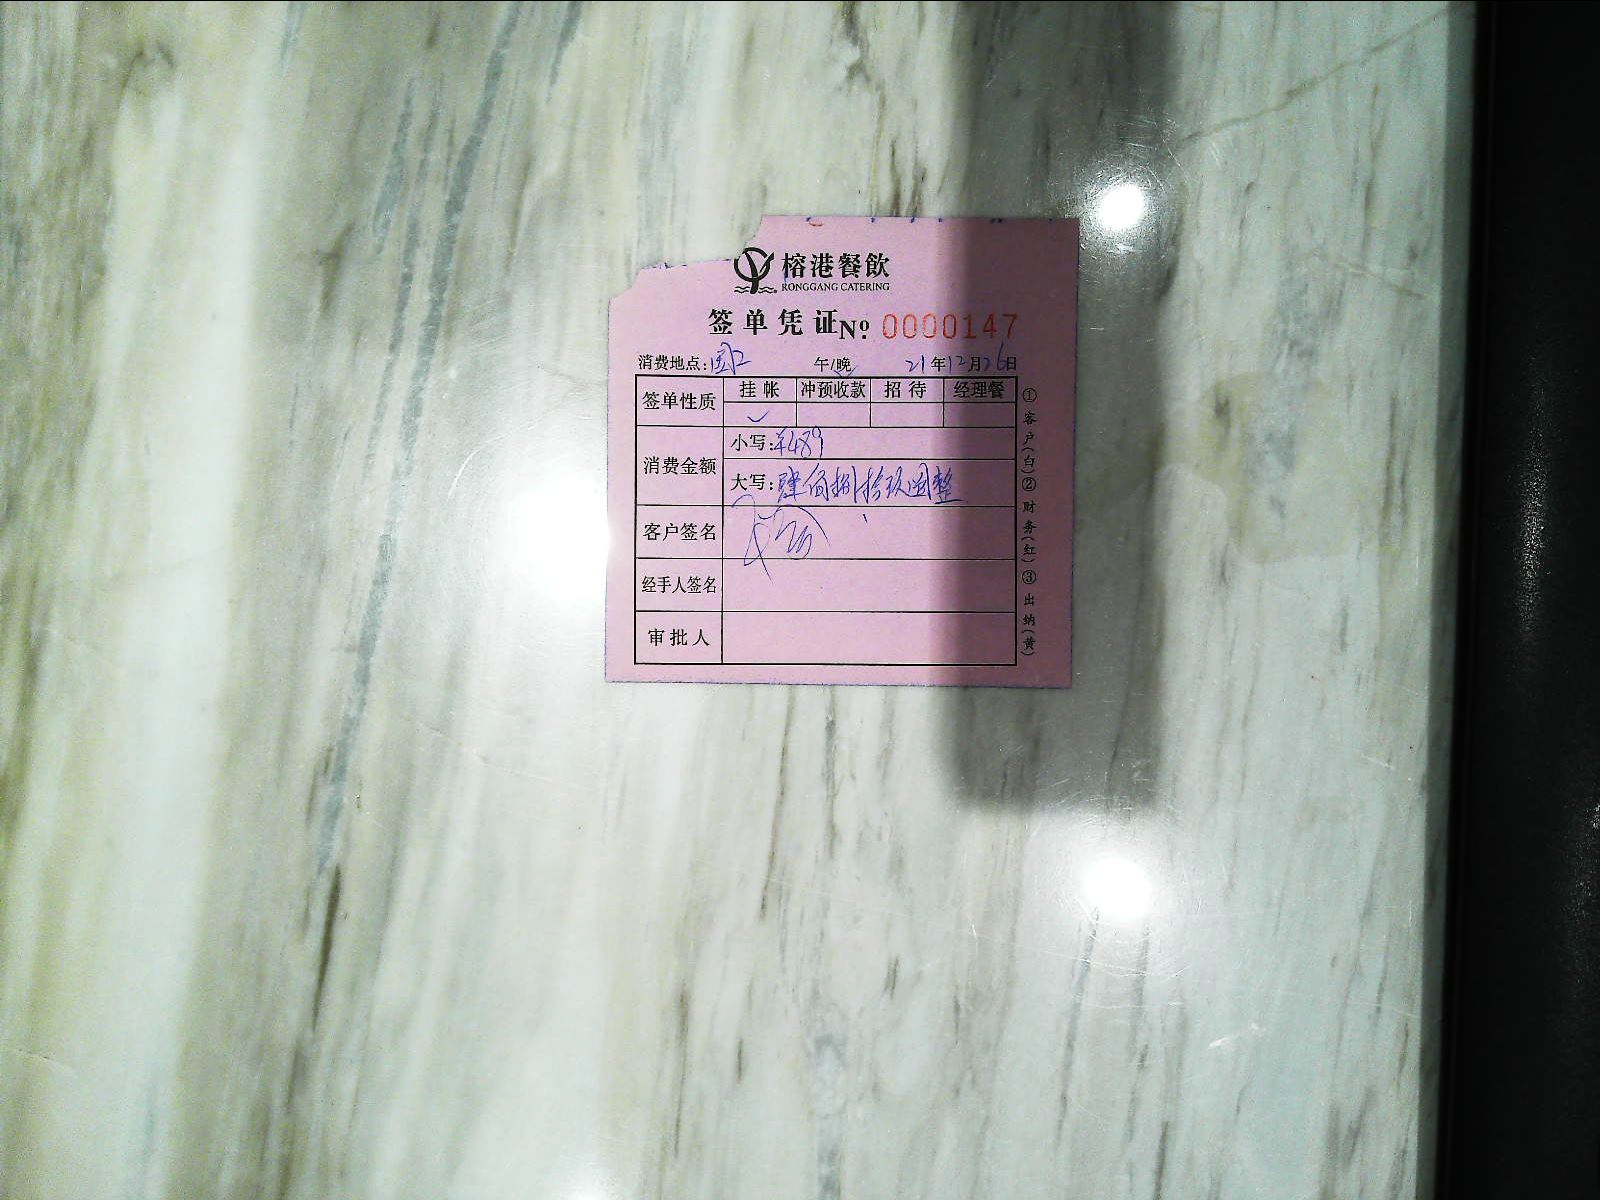 榕港餐飲
RONGGANG CATERING
签单凭证 No: 0000147
消费地点: 午/晚 21年12月26日
签单性质 挂帐 冲预收款 招待 经理餐
消费金额 小写:¥489
大写:肆佰捌拾玖圆整
客户签名
经手人签名
审批人
①客户(白)②财务(红)③出纳(黄)